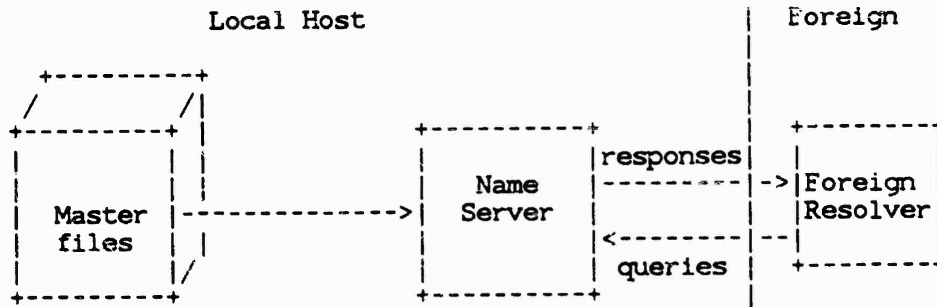 Local Host
Foreign
responses
Name
Server
Foreign
Resolver
Master
files
queries